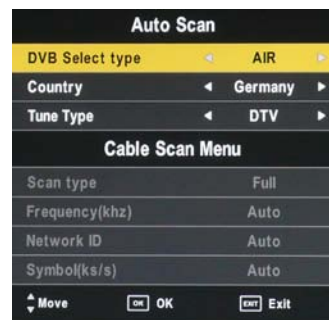 Auto Scan
DVB Select type AIR
Country Germany
Tune Type DTV
Cable Scan Menu
Scan type Full
Frequency(khz) Auto
Network ID Auto
Symbol(ks/s) Auto
Move OK OK EXIT Exit